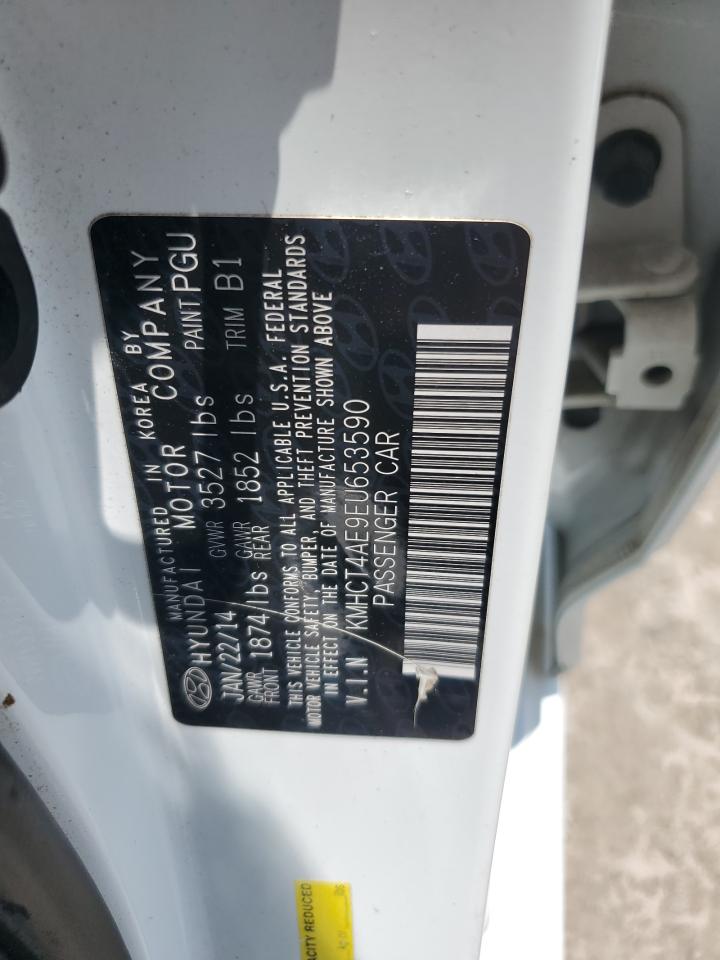 MANUFACTURED IN KOREA BY
HYUNDAI MOTOR COMPANY
JAN/22/14 GVWR 3527 lbs PAINT PGU
GAWR FRONT 1874 lbs GAWR REAR 1852 lbs TRIM B1
THIS VEHICLE CONFORMS TO ALL APPLICABLE U.S.A. FEDERAL
MOTOR VEHICLE SAFETY, BUMPER, AND THEFT PREVENTION STANDARDS
IN EFFECT ON THE DATE OF MANUFACTURE SHOWN ABOVE
V.I.N KMHCT4AE9EU653590
PASSENGER CAR
ACITY REDUCED